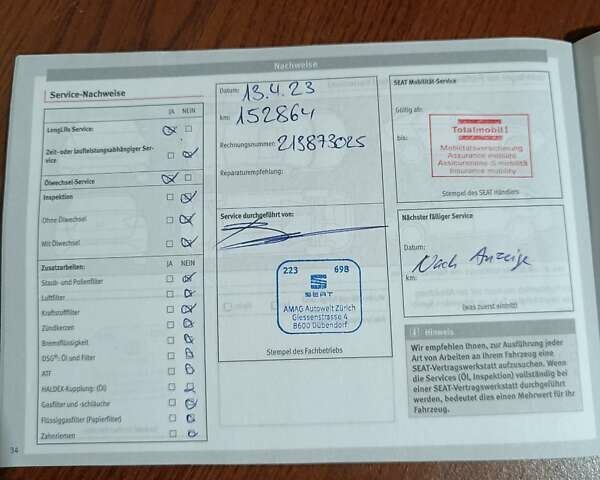 Nachweise
Service-Nachweise
JA NEIN
LongLife Service:
Zeit- oder laufleistungsabhängiger Ser-
vice
Ölwechsel-Service
Inspektion
Ohne Ölwechsel
Mit Ölwechsel
Zusatzarbeiten: JA NEIN
Staub- und Pollenfilter
Luftfilter
Kraftstofffilter
Zündkerzen
Bremsflüssigkeit
DSG®: Öl und Filter
ATF
HALDEX-Kupplung: (Öl)
Gasfilter und -schläuche
Flüssiggasfilter (Papierfilter)
Zahnriemen
34
Datum: 13.4.23
km: 152864
Rechnungsnummer: 213873025
Reparaturempfehlung:
Service durchgeführt von:
223 69B
SEAT
AMAG Autowelt Zürich
Giessenstrasse 4
8600 Dübendorf
Stempel des Fachbetriebs
SEAT Mobilität-Service
Gültig ab:
bis:
Totalmobil!
Mobilitätsversicherung
Assurance mobilité
Assicurazione di mobilità
Insurance mobility
Stempel des SEAT Händlers
Nächster fälliger Service
Datum:
Nach Anzeige
km:
(was zuerst eintritt)
Hinweis
Wir empfehlen Ihnen, zur Ausführung jeder
Art von Arbeiten an Ihrem Fahrzeug eine
SEAT-Vertragswerkstatt aufzusuchen. Wenn
die Services (Öl, Inspektion) vollständig bei
einer SEAT-Vertragswerkstatt durchgeführt
werden, bedeutet dies einen Mehrwert für Ihr
Fahrzeug.